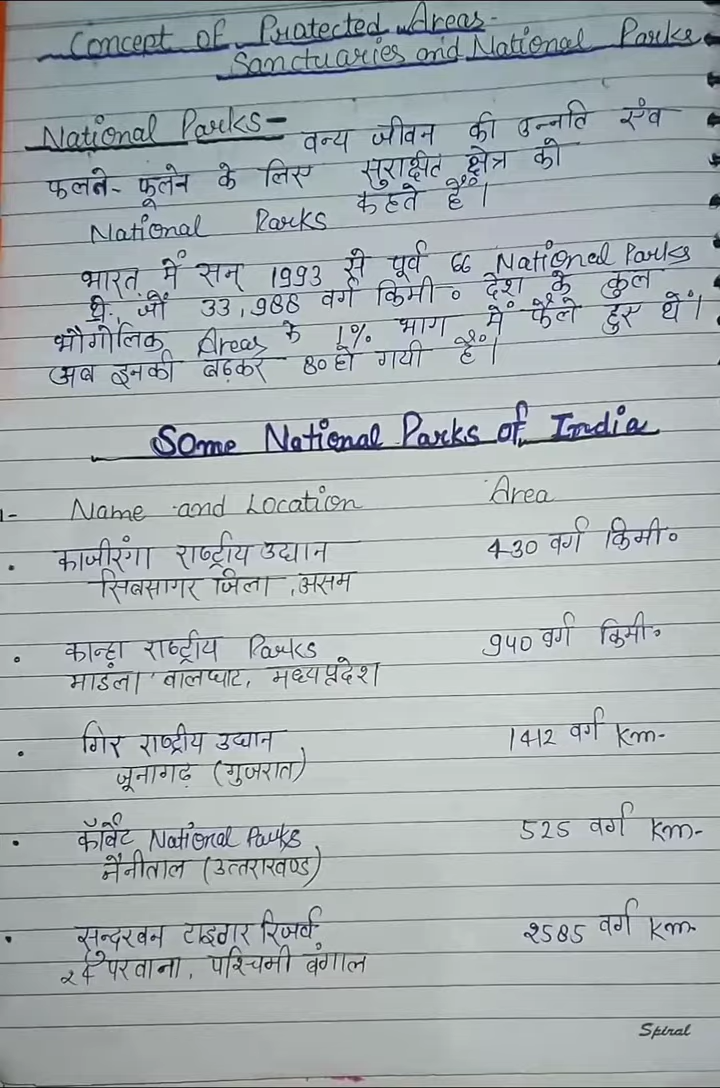 Concept of Protected Areas-
Sanctuaries and National Parks
National Parks- वन्य जीवन की उन्नति एंव
फलने-फूलने के लिए सुराक्षीत क्षेत्र को
National Parks कहते हैं।
भारत में सन् 1993 से पूर्व 66 National Parks
थे, जो 33,988 वर्ग किमी० देश के कुल
भौगोलिक Areas के 1% भाग में फैले हुए थे।
अब इनकी बढ़कर 80 हो गयी है।
Some National Parks of India
1- Name and Location Area
• काजीरंगा राष्ट्रीय उद्यान 430 वर्ग किमी०
सिबसागर जिला, असम
• कान्हा राष्ट्रीय Parks 940 वर्ग किमी०
माडला बालघाट, मध्यप्रदेश
• गिर राष्ट्रीय उद्यान 1412 वर्ग Km-
जूनागढ़ (गुजरात)
• कॉर्बेट National Parks 525 वर्ग Km-
नैनीताल (उत्तराखण्ड)
• सुन्दरवन टाइगर रिजर्व 2585 वर्ग Km-
24 परवाना, पश्चिमी बंगाल
Spiral